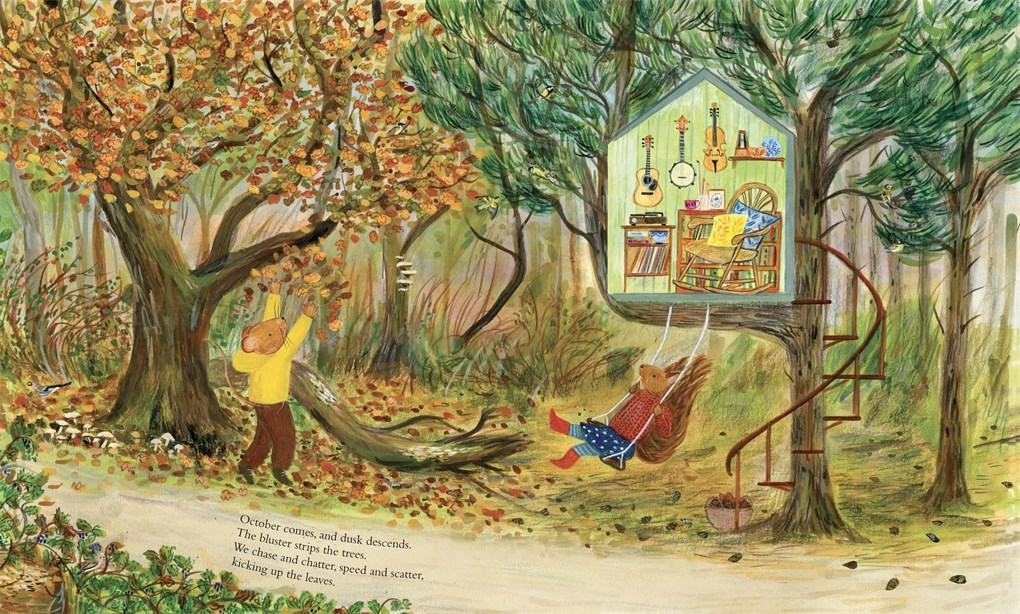 October comes, and dusk descends.
The bluster strips the trees.
We chase and chatter, speed and scatter,
kicking up the leaves.